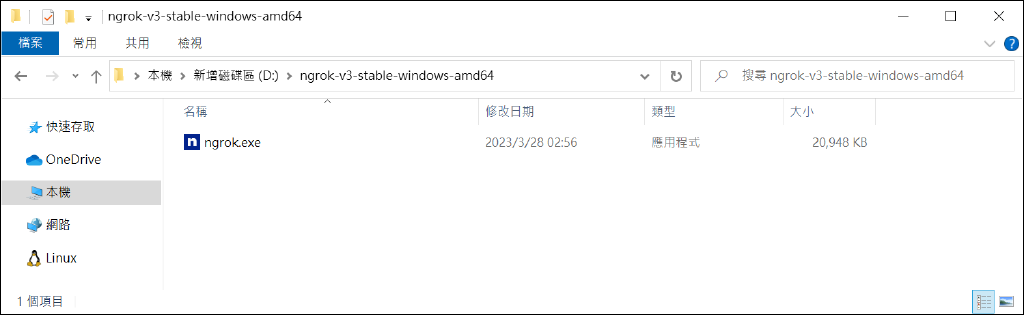 ngrok-v3-stable-windows-amd64
檔案 常用 共用 檢視
本機 新增磁碟區 (D:) ngrok-v3-stable-windows-amd64 搜尋 ngrok-v3-stable-windows-amd64
名稱 修改日期 類型 大小
快速存取
n ngrok.exe 2023/3/28 02:56 應用程式 20,948 KB
OneDrive
本機
網路
Linux
1 個項目